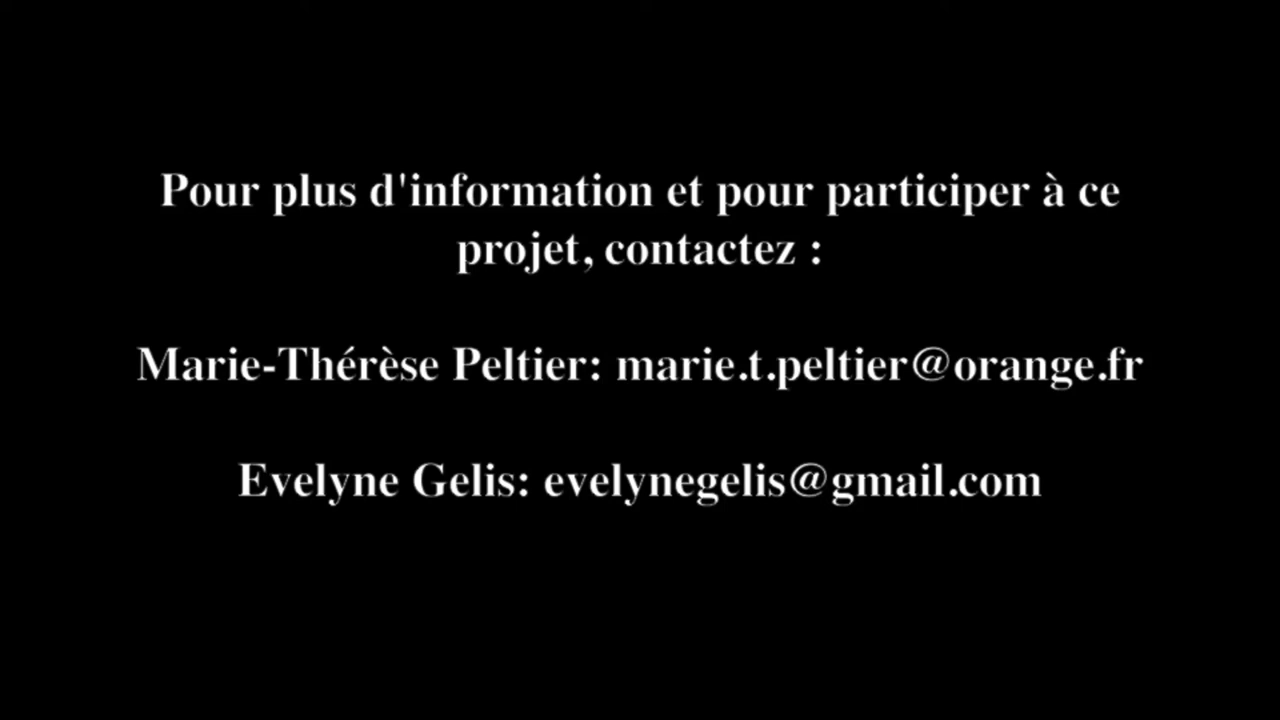 Pour plus d'information et pour participer à ce
projet, contactez :
Marie-Thérèse Peltier: marie.t.peltier@orange.fr
Evelyne Gelis: evelynegelis@gmail.com